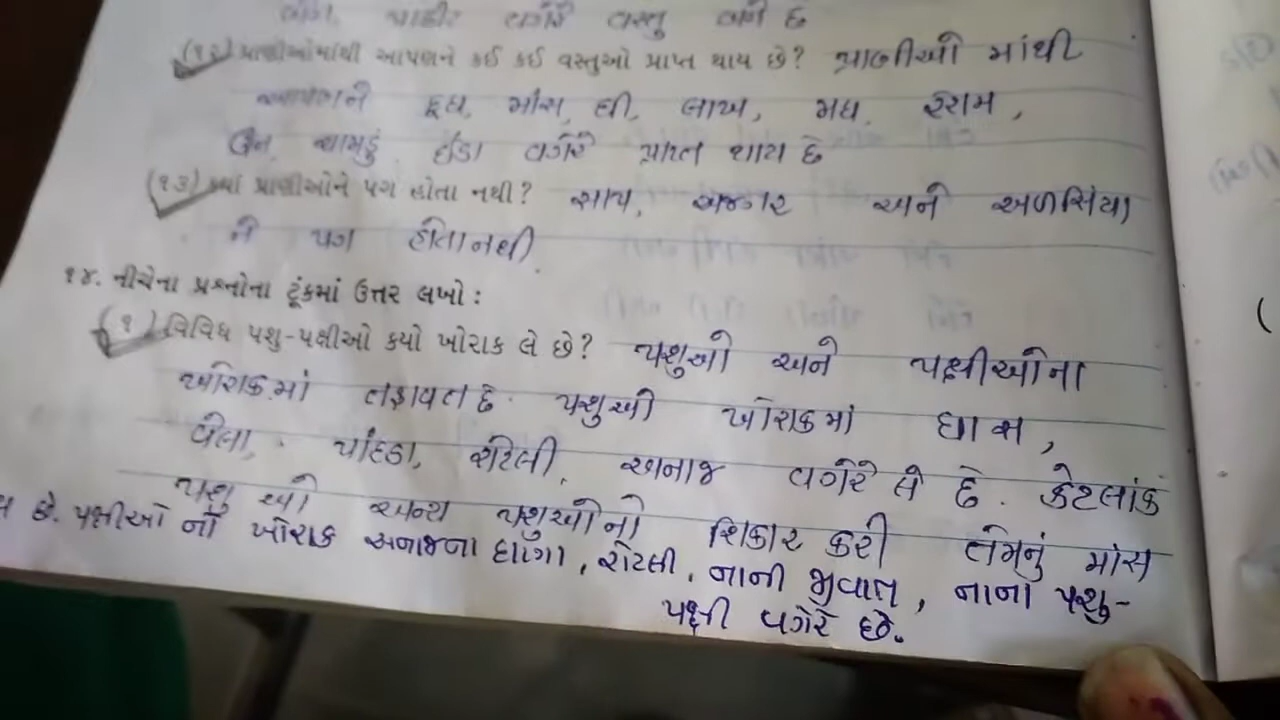 વગેરે વસ્તુ બને છે
(૧૨) પ્રાણીઓમાંથી આપણને કઈ કઈ વસ્તુઓ પ્રાપ્ત થાય છે? પ્રાણીઓ માંથી
આપણને દૂધ, માંસ, ઘી, લાખ, મધ, રેશમ,
ઊન, ચામડું, ઈંડા વગેરે પ્રાપ્ત થાય છે
(૧૩) ક્યાં પ્રાણીઓને પગ હોતા નથી? સાપ, અજગર અને અળસિયા
ને પગ હોતા નથી.
૧૪. નીચેના પ્રશ્નોના ટૂંકમાં ઉત્તર લખો :
(૧) વિવિધ પશુ-પક્ષીઓ કયો ખોરાક લે છે? પશુઓ અને પક્ષીઓના
ખોરાકમાં તફાવત છે. પશુઓ ખોરાકમાં ઘાસ,
વેલા, પાંદડા, રોટલી, અનાજ વગેરે લે છે. કેટલાંક
પશુઓ અન્ય પશુઓનો શિકાર કરી તેમનું માંસ
છે. પક્ષીઓ નો ખોરાક અનાજના દાણા, રોટલી, નાની જીવાત, નાના પશુ-
પક્ષી વગેરે છે.